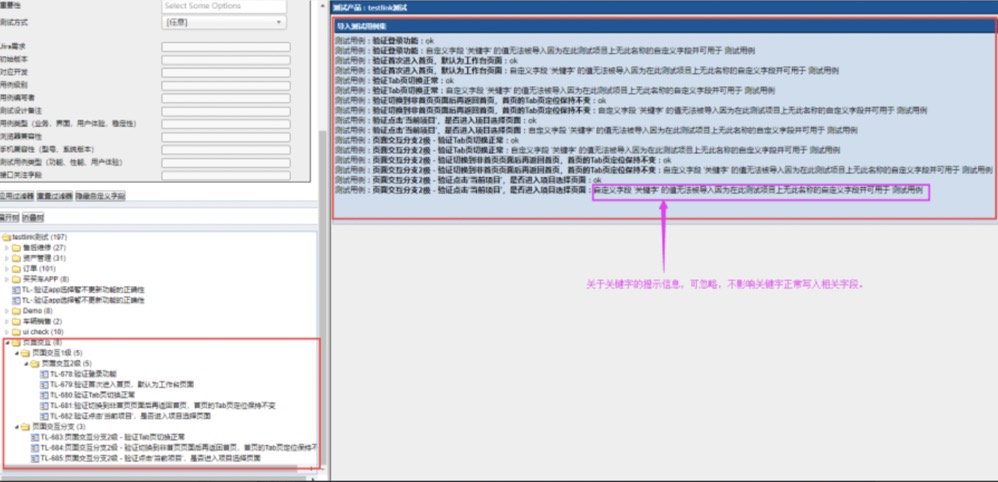 重要性
Select Some Options
测试方式
[任意]
Jira需求
初始版本
对应开发
用例级别
用例编写者
测试设计备注
用例类型（业务、界面、用户体验、稳定性）
浏览器兼容性
手机兼容性（型号、系统版本）
测试用例类型（功能、性能、用户体验）
接口关注字段
应用过滤器 重置过滤器 隐藏自定义字段
展开树 折叠树
testlink测试 (197)
售后维修 (27)
资产管理 (31)
订单 (101)
买买车APP (8)
TL- 验证app选择暂不更新功能的正确性
TL- 验证app选择暂不更新功能的正确性
Demo (8)
车辆销售 (2)
ui check (10)
页面交互 (8)
页面交互1级 (5)
页面交互2级 (5)
TL-678:验证登录功能
TL-679:验证首次进入首页，默认为工作台页面
TL-680:验证Tab页切换正常
TL-681:验证切换到非首页页面后再返回首页，首页的Tab页定位保持不变
TL-682:验证点击'当前项目'，是否进入项目选择页面
页面交互分支 (3)
TL-683:页面交互分支2级 - 验证Tab页切换正常
TL-684:页面交互分支2级 - 验证切换到非首页页面后再返回首页，首页的Tab页定位保持不
TL-685:页面交互分支2级 - 验证点击'当前项目'，是否进入项目选择页面
测试产品：testlink测试
导入测试用例集
测试用例：验证登录功能：ok
测试用例：验证登录功能：自定义字段 '关键字' 的值无法被导入因为在此测试项目上无此名称的自定义字段并可用于 测试用例
测试用例：验证首次进入首页，默认为工作台页面：ok
测试用例：验证首次进入首页，默认为工作台页面：自定义字段 '关键字' 的值无法被导入因为在此测试项目上无此名称的自定义字段并可用于 测试用例
测试用例：验证Tab页切换正常：ok
测试用例：验证Tab页切换正常：自定义字段 '关键字' 的值无法被导入因为在此测试项目上无此名称的自定义字段并可用于 测试用例
测试用例：验证切换到非首页页面后再返回首页，首页的Tab页定位保持不变：ok
测试用例：验证切换到非首页页面后再返回首页，首页的Tab页定位保持不变：自定义字段 '关键字' 的值无法被导入因为在此测试项目上无此名称的自定义字段并可用于 测试用例
测试用例：验证点击'当前项目'，是否进入项目选择页面：ok
测试用例：验证点击'当前项目'，是否进入项目选择页面：自定义字段 '关键字' 的值无法被导入因为在此测试项目上无此名称的自定义字段并可用于 测试用例
测试用例：页面交互分支2级 - 验证Tab页切换正常：ok
测试用例：页面交互分支2级 - 验证Tab页切换正常：自定义字段 '关键字' 的值无法被导入因为在此测试项目上无此名称的自定义字段并可用于 测试用例
测试用例：页面交互分支2级 - 验证切换到非首页页面后再返回首页，首页的Tab页定位保持不变：ok
测试用例：页面交互分支2级 - 验证切换到非首页页面后再返回首页，首页的Tab页定位保持不变：自定义字段 '关键字' 的值无法被导入因为在此测试项目上无此名称的自定义字段并可用于 测试用例
测试用例：页面交互分支2级 - 验证点击'当前项目'，是否进入项目选择页面：ok
测试用例：页面交互分支2级 - 验证点击'当前项目'，是否进入项目选择页面：自定义字段 '关键字' 的值无法被导入因为在此测试项目上无此名称的自定义字段并可用于 测试用例
关于关键字的提示信息，可忽略，不影响关键字正常写入相关字段。